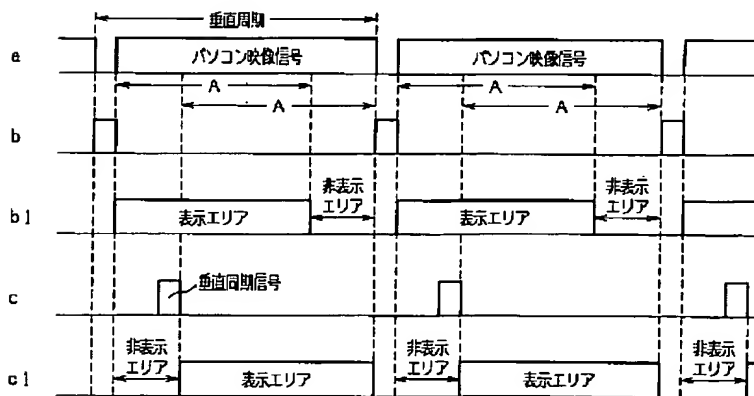 垂直周期
a
パソコン映像信号
パソコン映像信号
A
A
A
A
b
非表示
エリア
非表示
エリア
b1
表示エリア
表示エリア
c
垂直同期信号
非表示
エリア
非表示
エリア
非表示
エリア
c1
表示エリア
表示エリア